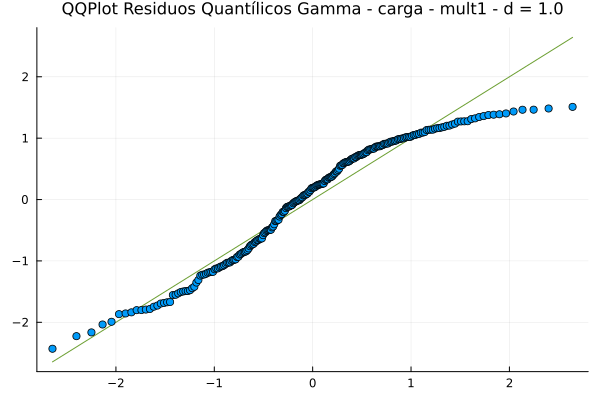 QQPlot Residuos Quantílicos Gamma - carga - mult1 - d = 1.0
2
1
0
−1
−2
−2 −1 0 1 2